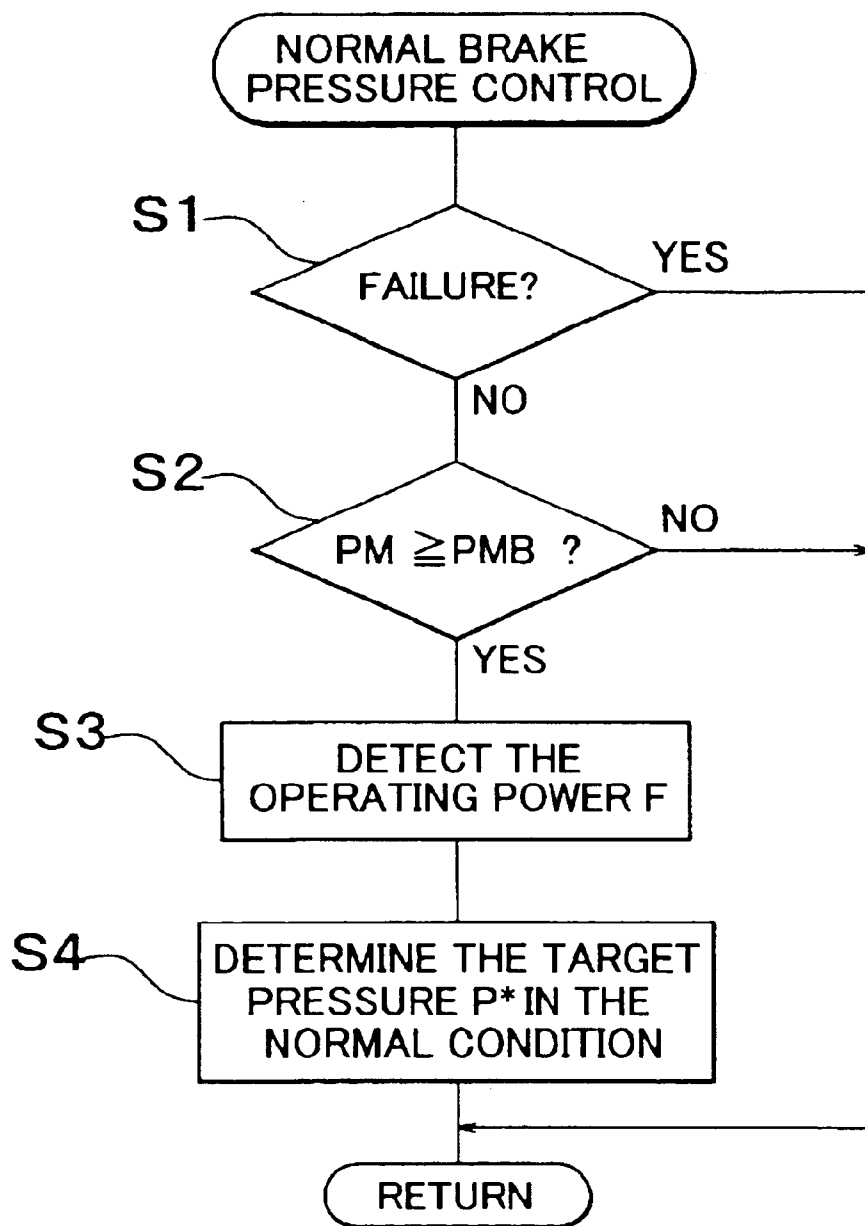 NORMAL BRAKE
PRESSURE CONTROL
S1
FAILURE?
YES
NO
S2
PM ≧ PMB ?
NO
YES
S3
DETECT THE
OPERATING POWER F
S4
DETERMINE THE TARGET
PRESSURE P* IN THE
NORMAL CONDITION
RETURN